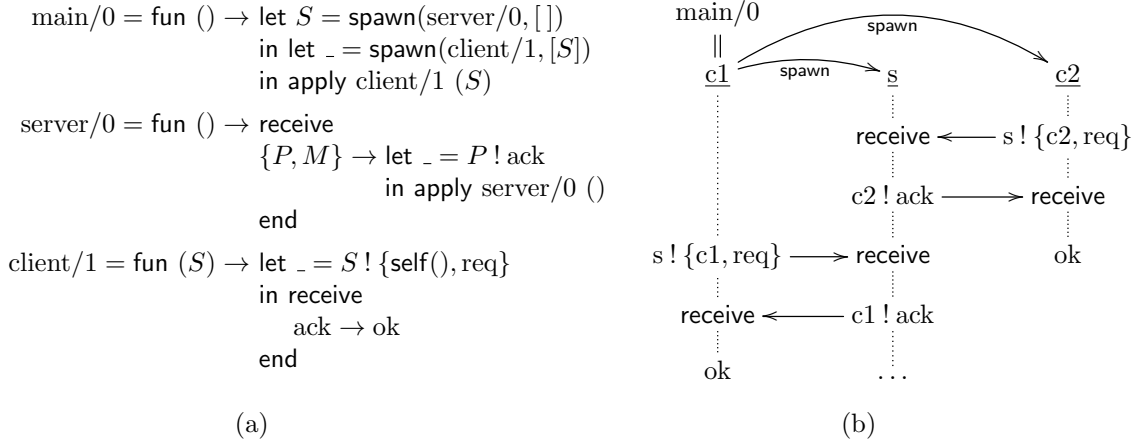 main/0 = fun () → let S = spawn(server/0, [ ])
in let _ = spawn(client/1, [S])
in apply client/1 (S)
server/0 = fun () → receive
{P, M} → let _ = P ! ack
in apply server/0 ()
end
client/1 = fun (S) → let _ = S ! {self(), req}
in receive
ack → ok
end
(a)
main/0
spawn
c1 spawn s c2
receive s ! {c2, req}
c2 ! ack receive
s ! {c1, req} receive ok
receive c1 ! ack
ok ...
(b)